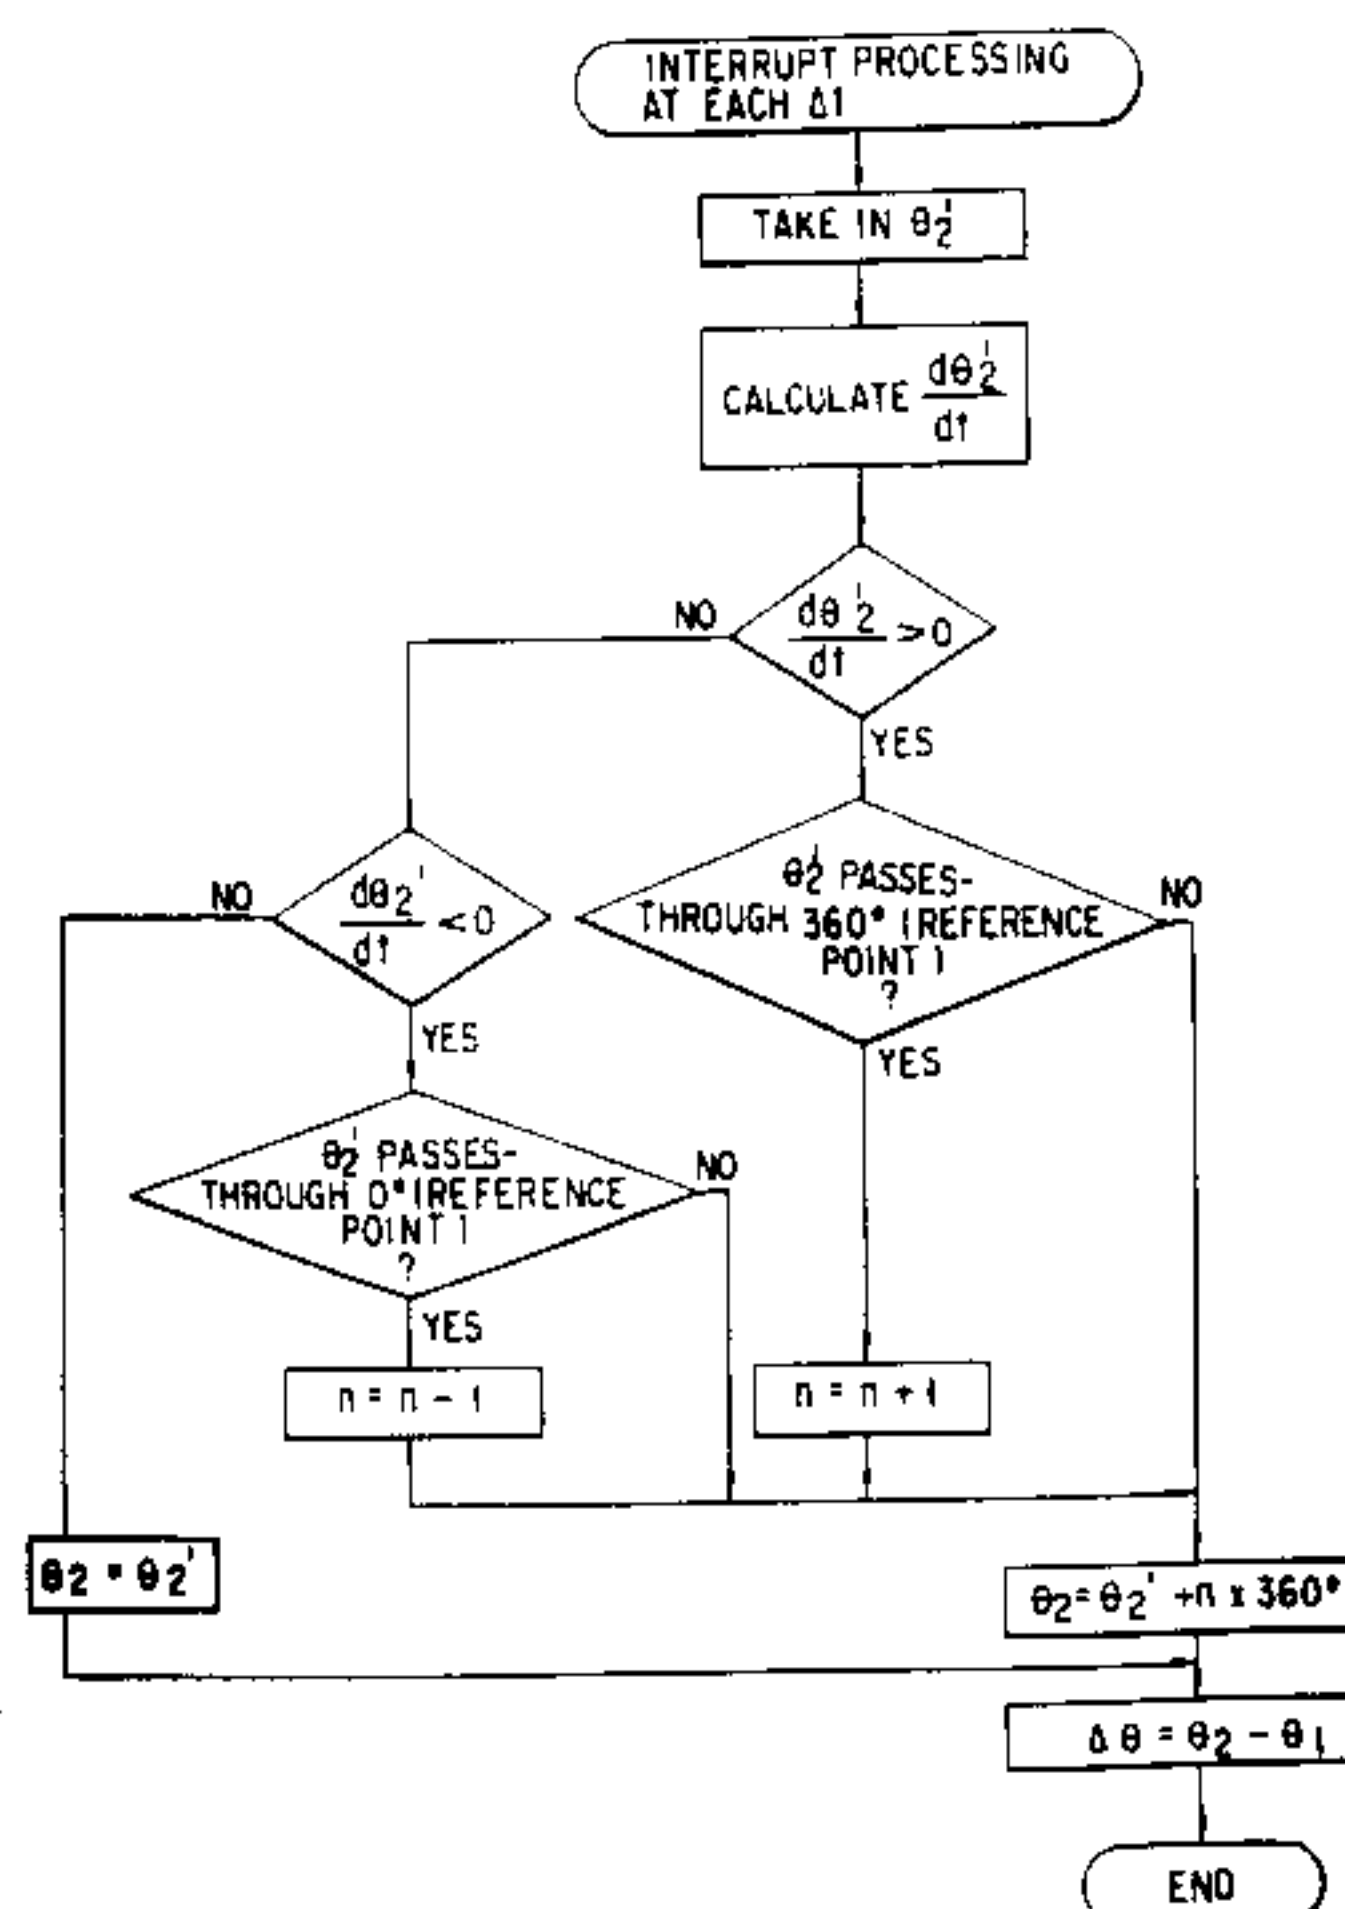 INTERRUPT PROCESSING
AT EACH Δt
TAKE IN θ2'
CALCULATE dθ2'/dt
NO
dθ2'/dt > 0
YES
NO
dθ2'/dt < 0
θ2' PASSES-
THROUGH 360° (REFERENCE
POINT)
?
NO
YES
YES
θ2' PASSES-
THROUGH 0° (REFERENCE
POINT)
?
NO
YES
n = n - 1
n = n + 1
θ2 = θ2'
θ2 = θ2' + n x 360°
Δθ = θ2 - θ1
END